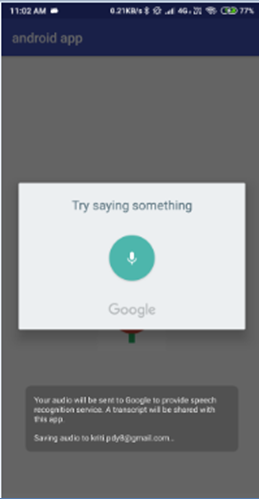 11:02 AM
0.21KB/s 4G 77%
android app
Try saying something
Google
Your audio will be sent to Google to provide speech
recognition service. A transcript will be shared with
this app.
Saving audio to kriti.pdy8@gmail.com...